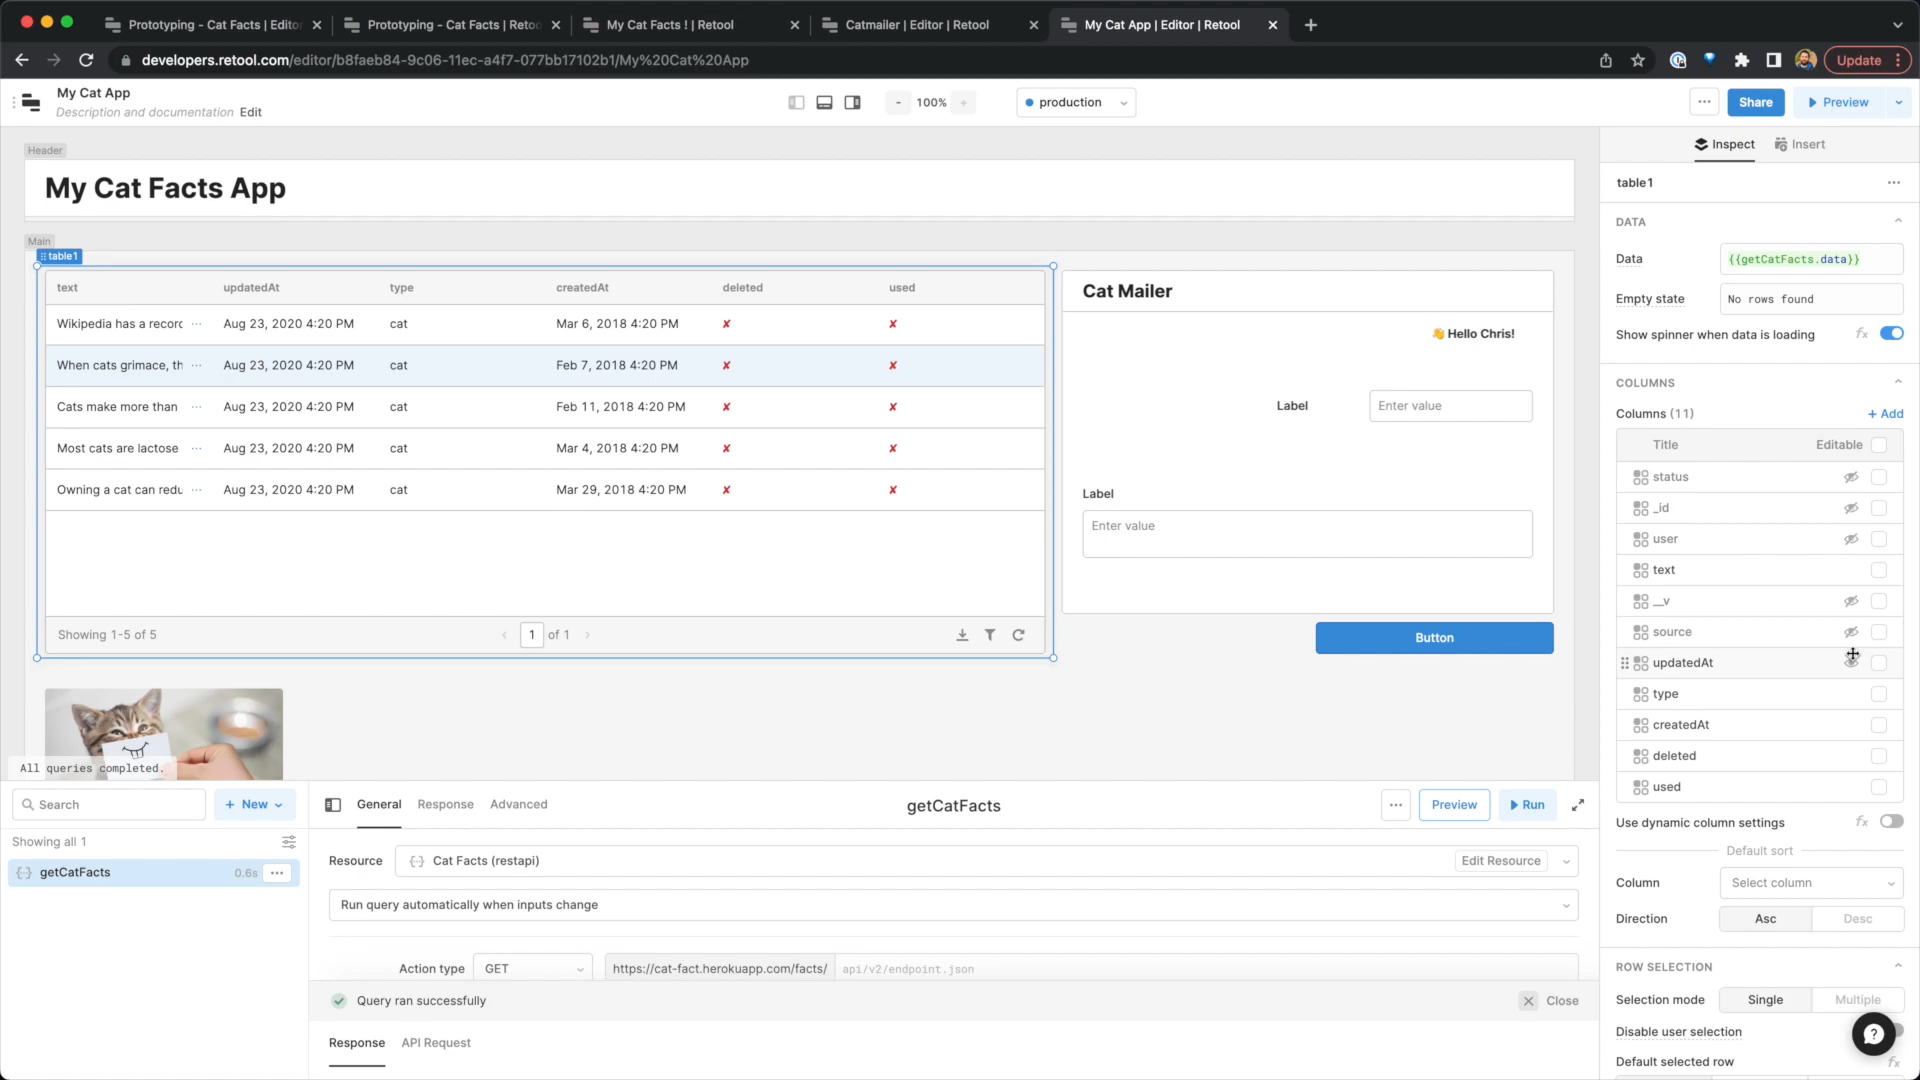 Prototyping - Cat Facts | Editor
Prototyping - Cat Facts | Retoo
My Cat Facts ! | Retool
Catmailer | Editor | Retool
My Cat App | Editor | Retool
developers.retool.com/editor/b8faeb84-9c06-11ec-a4f7-077bb17102b1/My%20Cat%20App
Update
My Cat App
Description and documentation Edit
- 100% +
production
Share
Preview
Inspect
Insert
Header
My Cat Facts App
Main
table1
text updatedAt type createdAt deleted used
Wikipedia has a record ... Aug 23, 2020 4:20 PM cat Mar 6, 2018 4:20 PM ✘ ✘
When cats grimace, th ... Aug 23, 2020 4:20 PM cat Feb 7, 2018 4:20 PM ✘ ✘
Cats make more than ... Aug 23, 2020 4:20 PM cat Feb 11, 2018 4:20 PM ✘ ✘
Most cats are lactose ... Aug 23, 2020 4:20 PM cat Mar 4, 2018 4:20 PM ✘ ✘
Owning a cat can redu ... Aug 23, 2020 4:20 PM cat Mar 29, 2018 4:20 PM ✘ ✘
Showing 1-5 of 5
1 of 1
Cat Mailer
👋 Hello Chris!
Label
Enter value
Label
Enter value
Button
All queries completed.
table1
DATA
Data
{{getCatFacts.data}}
Empty state
No rows found
Show spinner when data is loading
fx
COLUMNS
Columns (11)
+ Add
Title Editable
status
_id
user
text
__v
source
updatedAt
type
createdAt
deleted
used
Use dynamic column settings
fx
Default sort
Column
Select column
Direction
Asc
Desc
ROW SELECTION
Selection mode
Single
Multiple
Disable user selection
Default selected row
fx
Search
+ New
Showing all 1
getCatFacts
0.6s
General
Response
Advanced
getCatFacts
Preview
Run
Resource
Cat Facts (restapi)
Edit Resource
Run query automatically when inputs change
Action type
GET
https://cat-fact.herokuapp.com/facts/
api/v2/endpoint.json
Query ran successfully
Close
Response
API Request